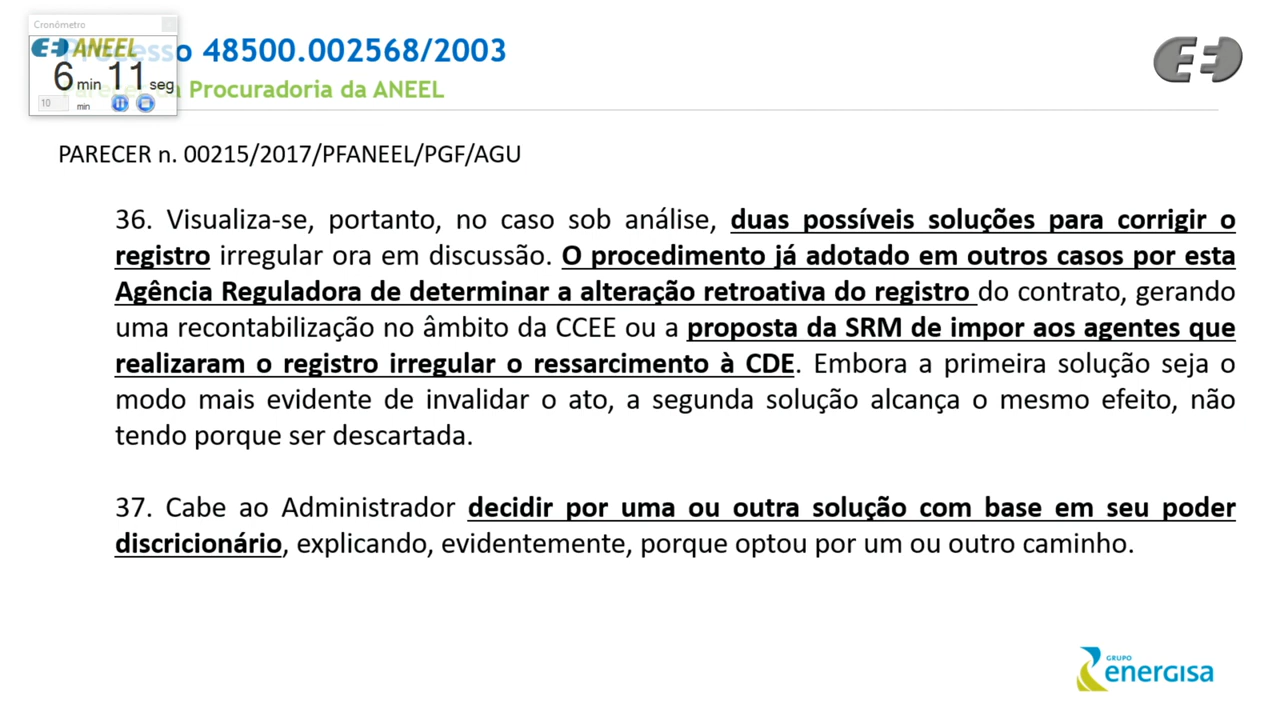 Cronômetro
ANEEL
6 min 11 seg
10 min
Processo 48500.002568/2003
Procuradoria da ANEEL
PARECER n. 00215/2017/PFANEEL/PGF/AGU
36. Visualiza-se, portanto, no caso sob análise, duas possíveis soluções para corrigir o
registro irregular ora em discussão. O procedimento já adotado em outros casos por esta
Agência Reguladora de determinar a alteração retroativa do registro do contrato, gerando
uma recontabilização no âmbito da CCEE ou a proposta da SRM de impor aos agentes que
realizaram o registro irregular o ressarcimento à CDE. Embora a primeira solução seja o
modo mais evidente de invalidar o ato, a segunda solução alcança o mesmo efeito, não
tendo porque ser descartada.
37. Cabe ao Administrador decidir por uma ou outra solução com base em seu poder
discricionário, explicando, evidentemente, porque optou por um ou outro caminho.
GRUPO
energisa